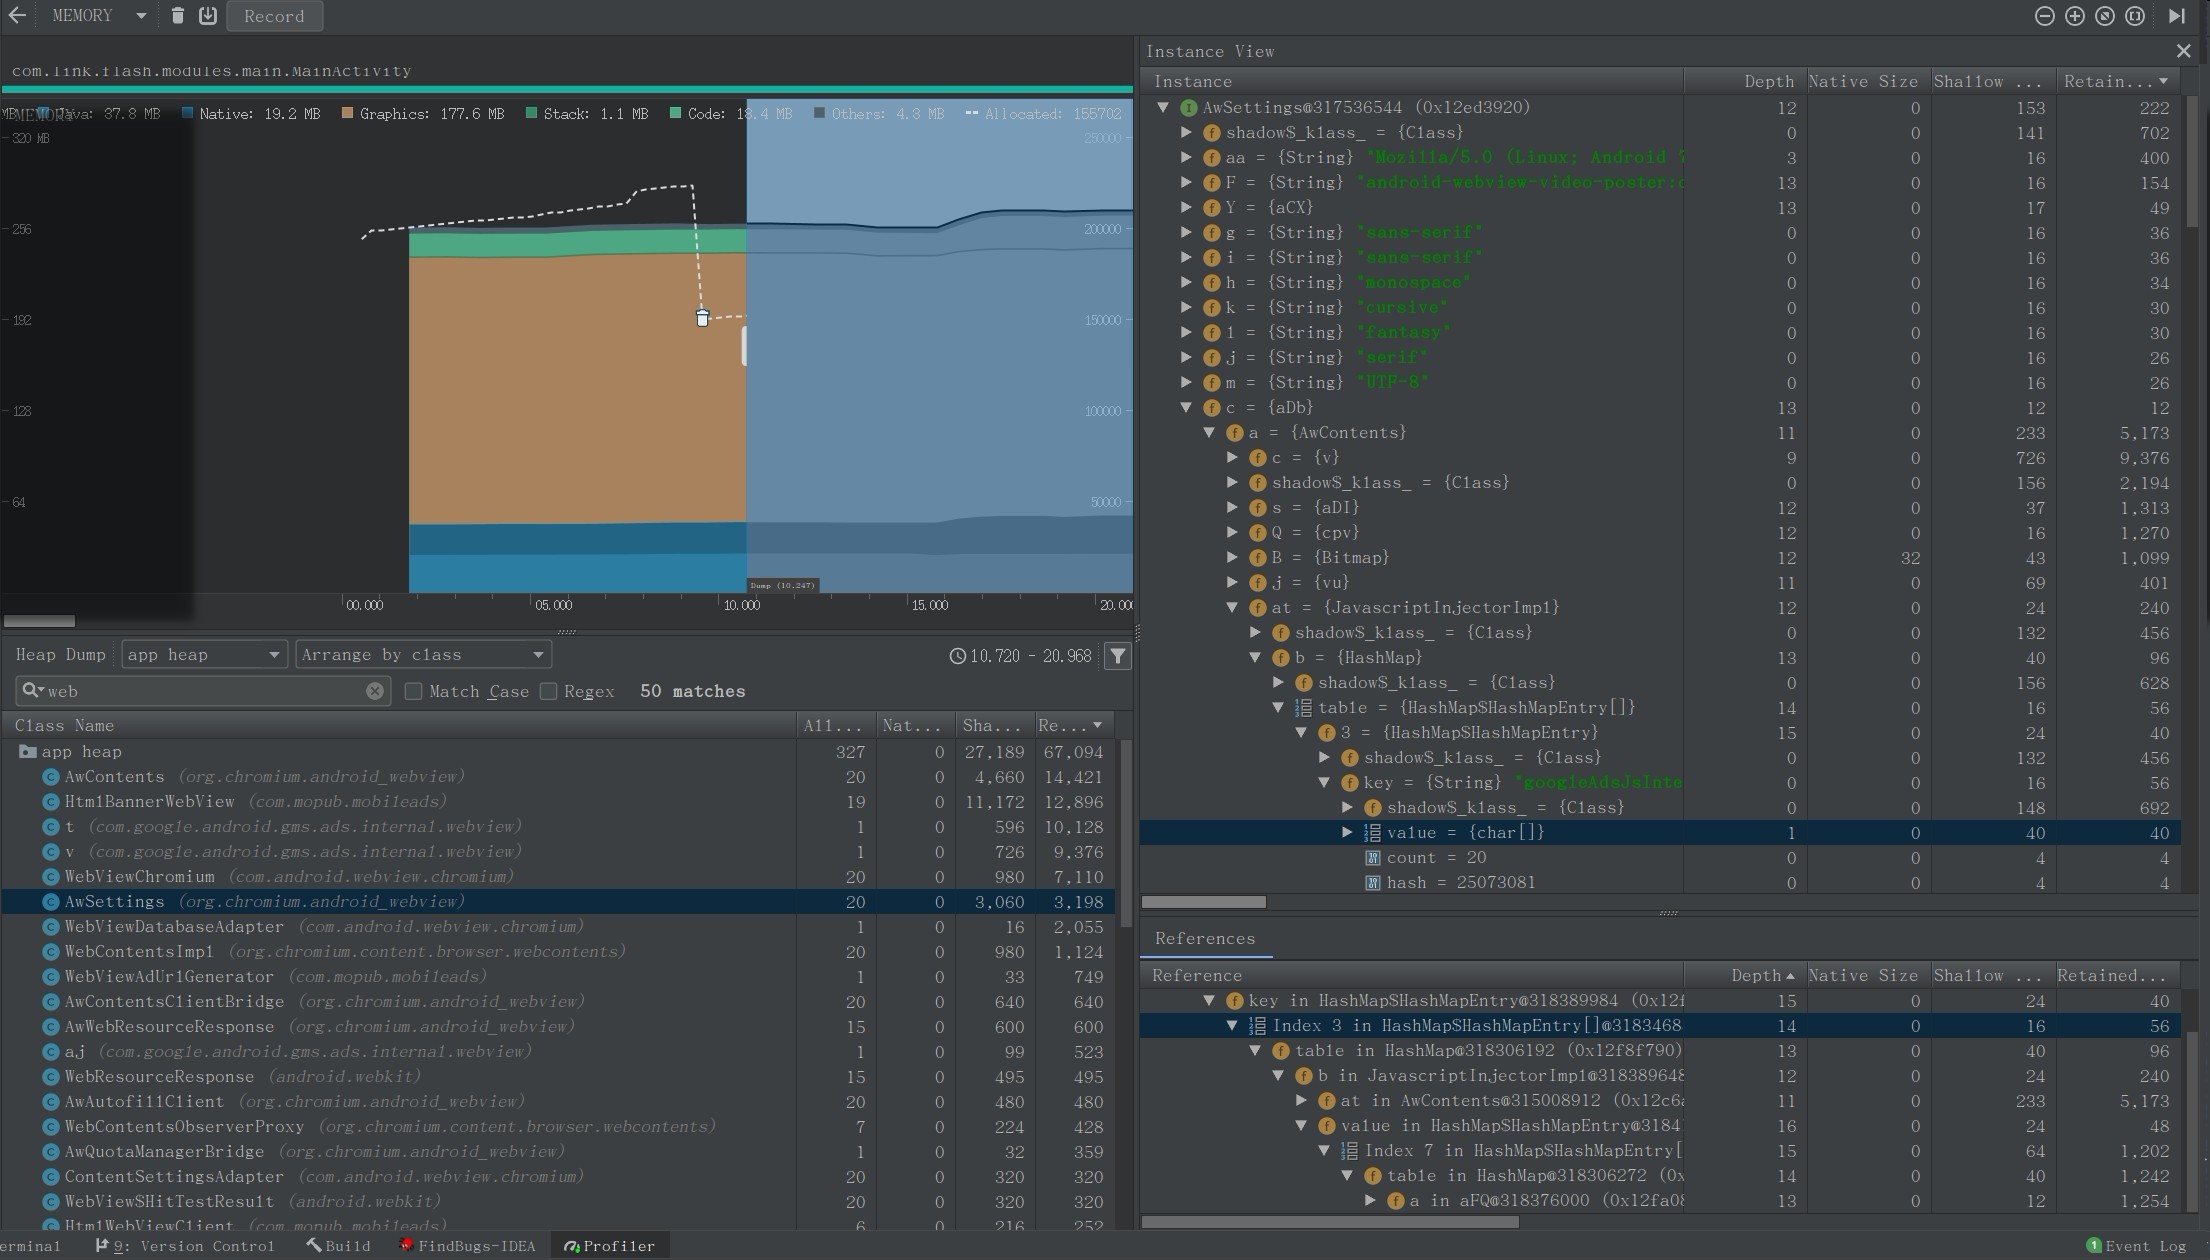 MEMORY Record
com.link.flash.modules.main.MainActivity
MEMORY Java: 37.8 MB Native: 19.2 MB Graphics: 177.6 MB Stack: 1.1 MB Code: 18.4 MB Others: 4.3 MB Allocated: 155702
320 MB 250000
256 200000
192 150000
128 100000
64 50000
Dump (10.247)
00.000 05.000 10.000 15.000 20.00
Heap Dump app heap Arrange by class 10.720 - 20.968
web Match Case Regex 50 matches
Class Name All... Nat... Sha... Re...
app heap 327 0 27,189 67,094
AwContents (org.chromium.android_webview) 20 0 4,660 14,421
HtmlBannerWebView (com.mopub.mobileads) 19 0 11,172 12,896
t (com.google.android.gms.ads.internal.webview) 1 0 596 10,128
v (com.google.android.gms.ads.internal.webview) 1 0 726 9,376
WebViewChromium (com.android.webview.chromium) 20 0 980 7,110
AwSettings (org.chromium.android_webview) 20 0 3,060 3,198
WebViewDatabaseAdapter (com.android.webview.chromium) 1 0 16 2,055
WebContentsImpl (org.chromium.content.browser.webcontents) 20 0 980 1,124
WebViewAdUrlGenerator (com.mopub.mobileads) 1 0 33 749
AwContentsClientBridge (org.chromium.android_webview) 20 0 640 640
AwWebResourceResponse (org.chromium.android_webview) 15 0 600 600
aj (com.google.android.gms.ads.internal.webview) 1 0 99 523
WebResourceResponse (android.webkit) 15 0 495 495
AwAutofillClient (org.chromium.android_webview) 20 0 480 480
WebContentsObserverProxy (org.chromium.content.browser.webcontents) 7 0 224 428
AwQuotaManagerBridge (org.chromium.android_webview) 1 0 32 359
ContentSettingsAdapter (com.android.webview.chromium) 20 0 320 320
WebView$HitTestResult (android.webkit) 20 0 320 320
Html1WebViewClient (com.mopub.mobileads) 6 0 216 252
Instance View
Instance Depth Native Size Shallow ... Retain...
AwSettings@317536544 (0x12ed3920) 12 0 153 222
shadow$_klass_ = {Class} 0 0 141 702
aa = {String} "Mozilla/5.0 (Linux; Android 7 3 0 16 400
F = {String} "android-webview-video-poster:d 13 0 16 154
Y = {aCX} 13 0 17 49
g = {String} "sans-serif" 0 0 16 36
i = {String} "sans-serif" 0 0 16 36
h = {String} "monospace" 0 0 16 34
k = {String} "cursive" 0 0 16 30
l = {String} "fantasy" 0 0 16 30
j = {String} "serif" 0 0 16 26
m = {String} "UTF-8" 0 0 16 26
c = {aDb} 13 0 12 12
a = {AwContents} 11 0 233 5,173
c = {v} 9 0 726 9,376
shadow$_klass_ = {Class} 0 0 156 2,194
s = {aDI} 12 0 37 1,313
Q = {cpv} 12 0 16 1,270
B = {Bitmap} 12 32 43 1,099
j = {vu} 11 0 69 401
at = {JavascriptInjectorImpl} 12 0 24 240
shadow$_klass_ = {Class} 0 0 132 456
b = {HashMap} 13 0 40 96
shadow$_klass_ = {Class} 0 0 156 628
table = {HashMap$HashMapEntry[]} 14 0 16 56
3 = {HashMap$HashMapEntry} 15 0 24 40
shadow$_klass_ = {Class} 0 0 132 456
key = {String} "googleAdsJsInte 0 0 16 56
shadow$_klass_ = {Class} 0 0 148 692
value = {char[]} 1 0 40 40
count = 20 0 0 4 4
hash = 25073081 0 0 4 4
References
Reference Depth Native Size Shallow ... Retained...
key in HashMap$HashMapEntry@318389984 (0x12f 15 0 24 40
Index 3 in HashMap$HashMapEntry[]@3183468 14 0 16 56
table in HashMap@318306192 (0x12f8f790) 13 0 40 96
b in JavascriptInjectorImpl@318389648 12 0 24 240
at in AwContents@315008912 (0x12c6a 11 0 233 5,173
value in HashMap$HashMapEntry@3184 16 0 24 48
Index 7 in HashMap$HashMapEntry[ 15 0 64 1,202
table in HashMap@318306272 (0x 14 0 40 1,242
a in aFQ@318376000 (0x12fa08 13 0 12 1,254
erminal 9: Version Control Build FindBugs-IDEA Profiler 1 Event Log